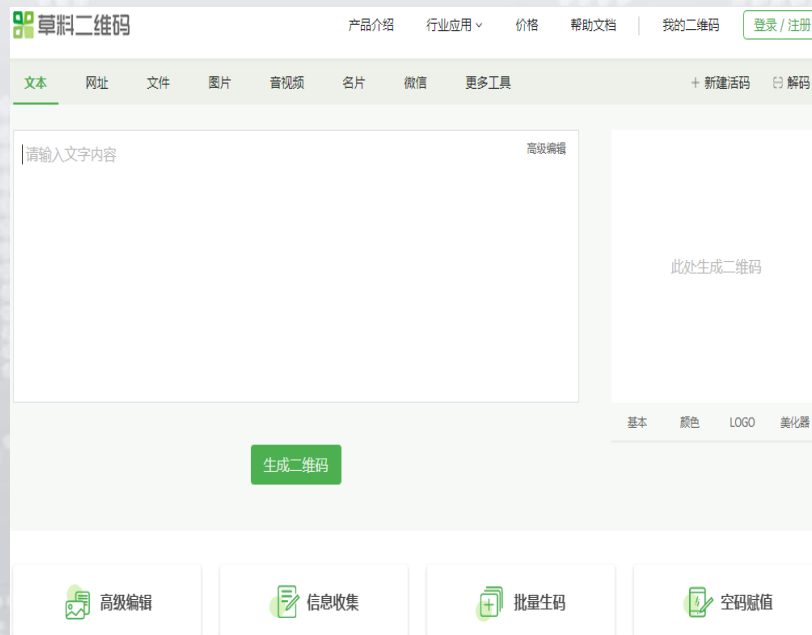 草料二维码 产品介绍 行业应用 价格 帮助文档 我的二维码 登录 / 注册
文本 网址 文件 图片 音视频 名片 微信 更多工具 + 新建活码 解码
请输入文字内容 高级编辑
此处生成二维码
基本 颜色 LOGO 美化器
生成二维码
高级编辑 信息收集 批量生码 空码赋值